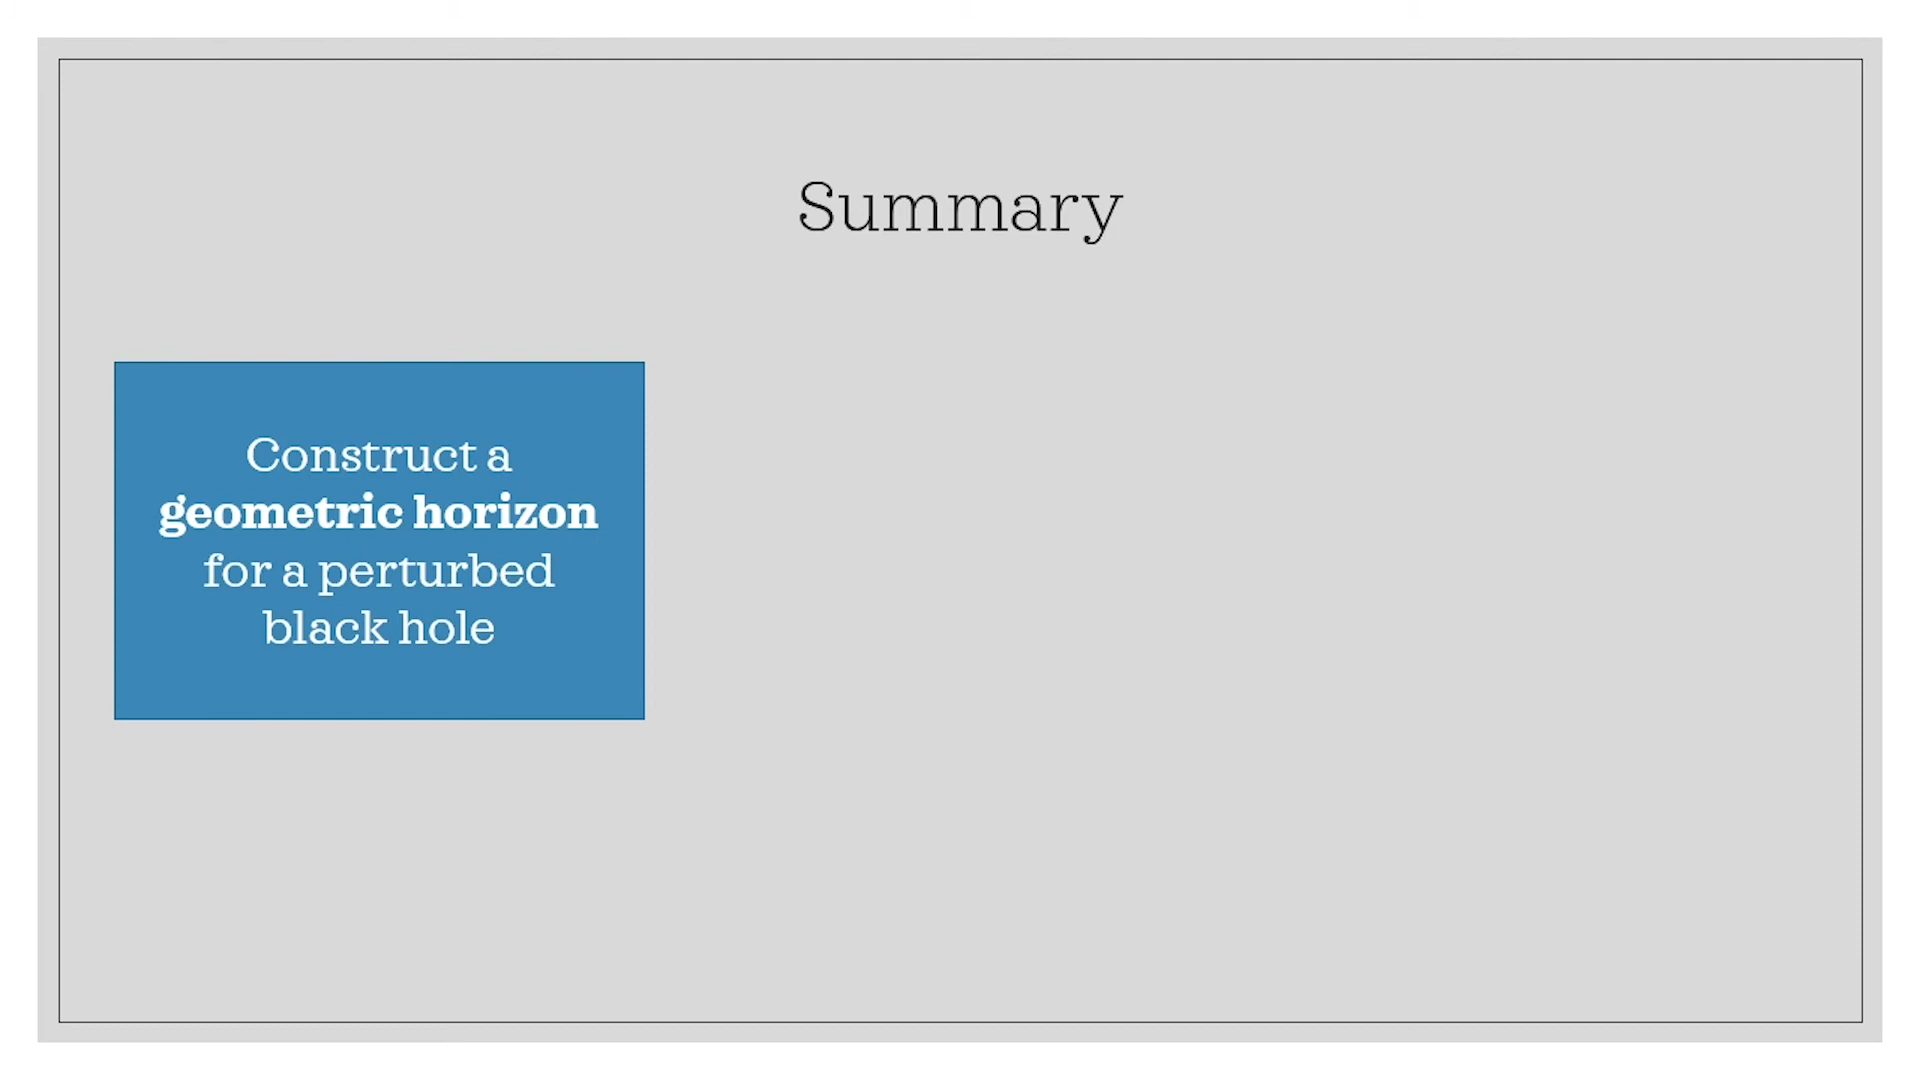 Summary
Construct a
geometric horizon
for a perturbed
black hole